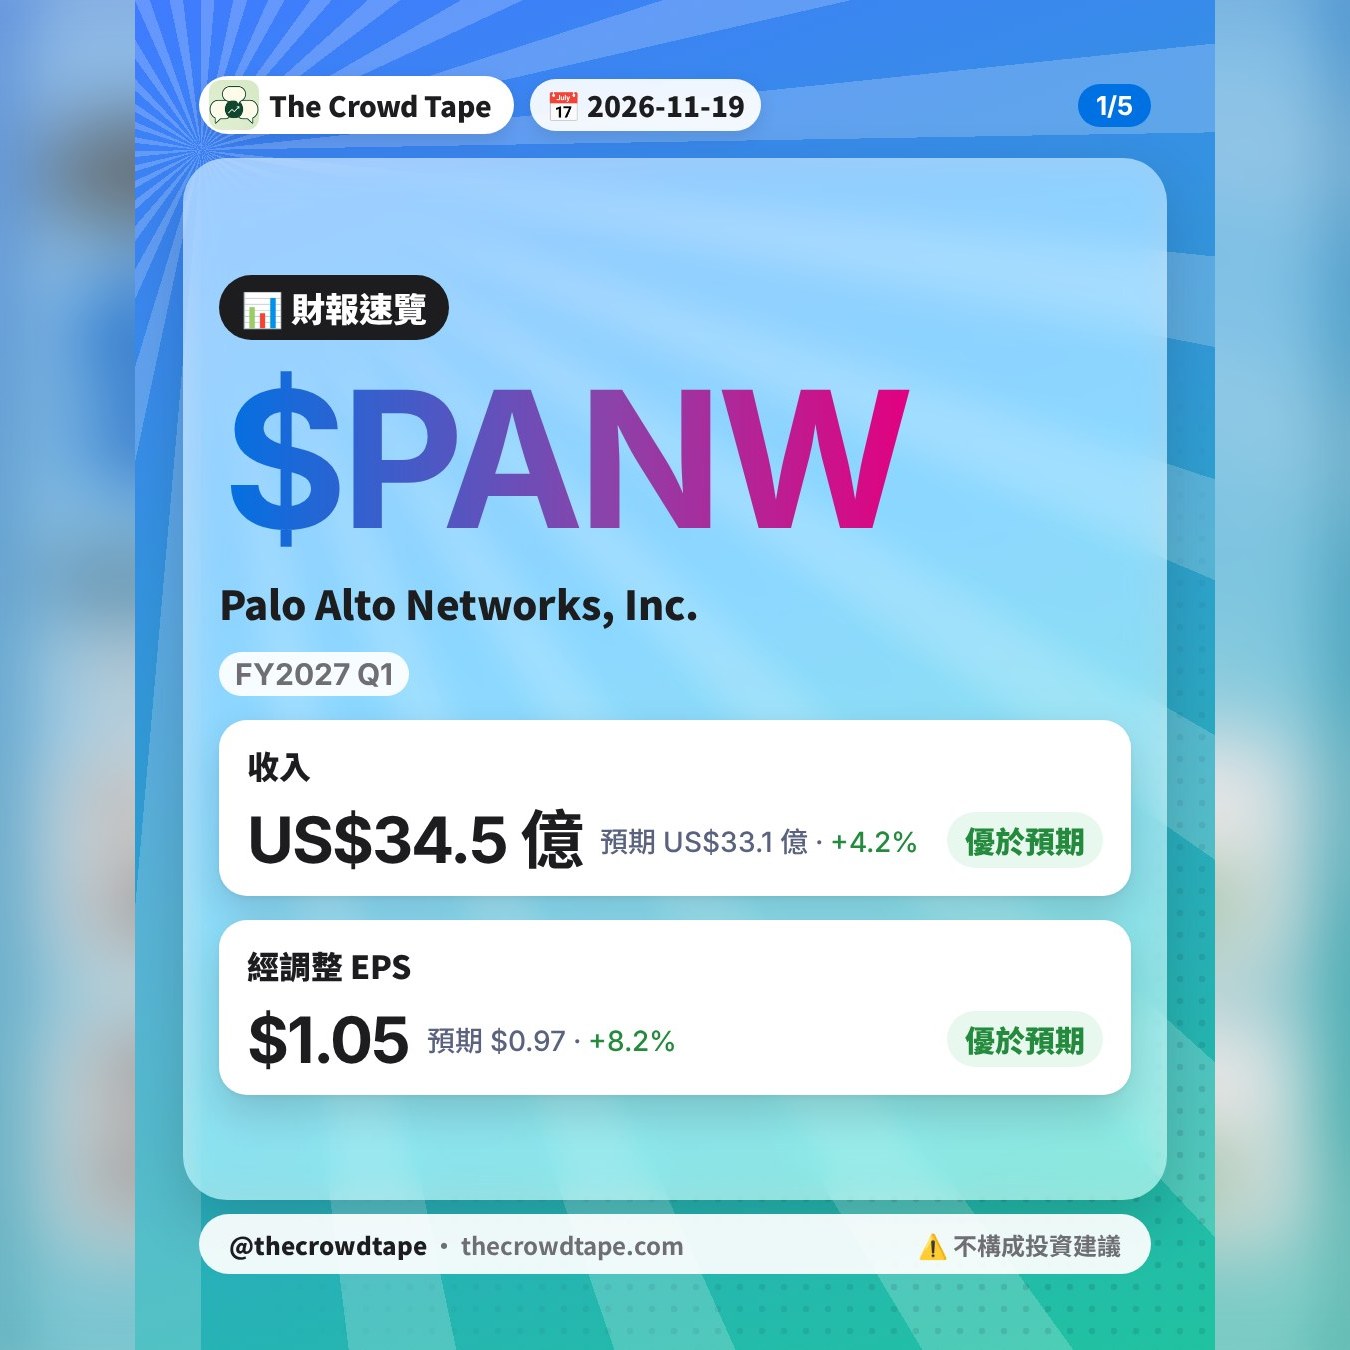 The Crowd Tape
2026-11-19
1/5
財報速覽
$PANW
Palo Alto Networks, Inc.
FY2027 Q1
收入
US$34.5 億 預期 US$33.1 億 · +4.2% 優於預期
經調整 EPS
$1.05 預期 $0.97 · +8.2% 優於預期
@thecrowdtape • thecrowdtape.com
⚠️ 不構成投資建議